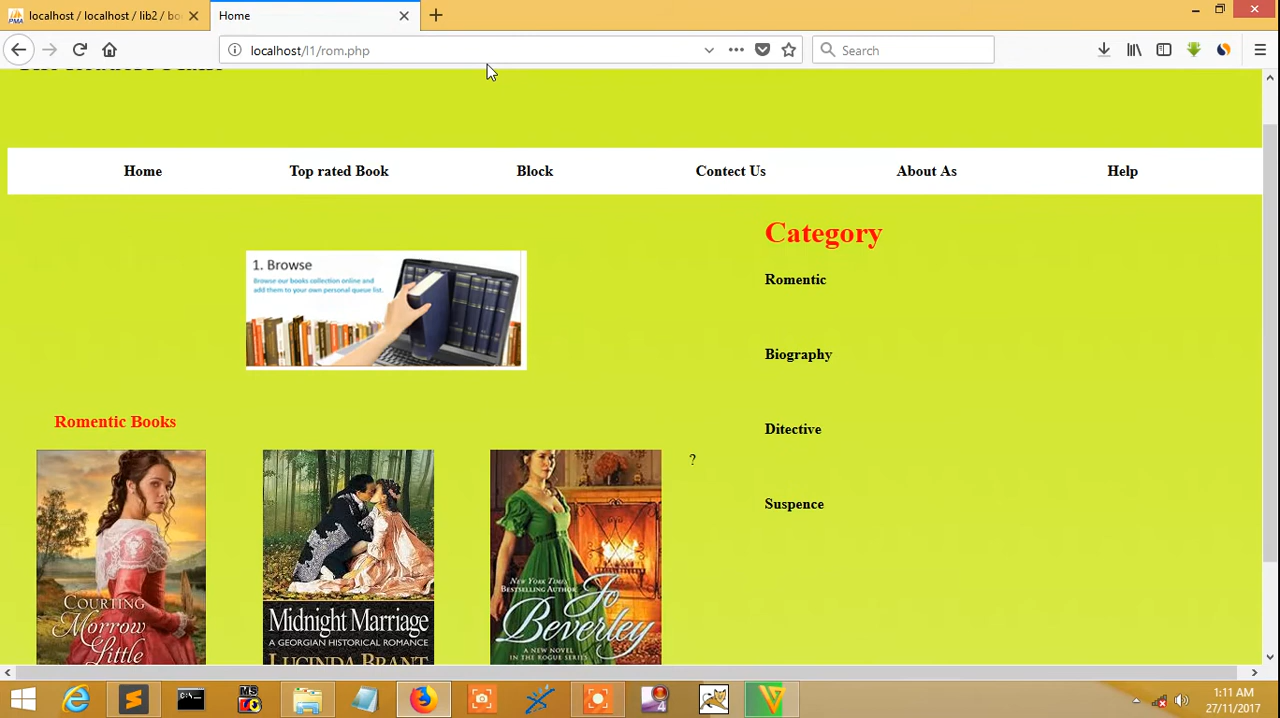 localhost / localhost / lib2 / bo
Home
localhost/l1/rom.php
Search
Home
Top rated Book
Block
Contect Us
About As
Help
Category
1. Browse
Browse our books collection online and
add them to your own personal queue list.
Romentic
Biography
Ditective
Suspence
Romentic Books
?
COURTING
Morrow
Little
Midnight Marriage
A GEORGIAN HISTORICAL ROMANCE
LUCINDA BRANT
NEW YORK TIMES
BESTSELLING AUTHOR
Jo
Beverley
A NEW NOVEL
IN THE ROGUE SERIES
1:11 AM
27/11/2017